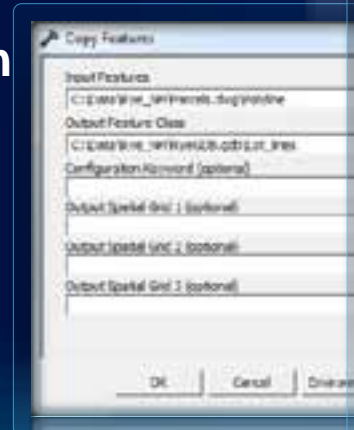 n
Copy Features
Input Features
Output Feature Class
Configuration Keyword (optional)
Output Spatial Grid 1 (optional)
Output Spatial Grid 2 (optional)
Output Spatial Grid 3 (optional)
OK Cancel